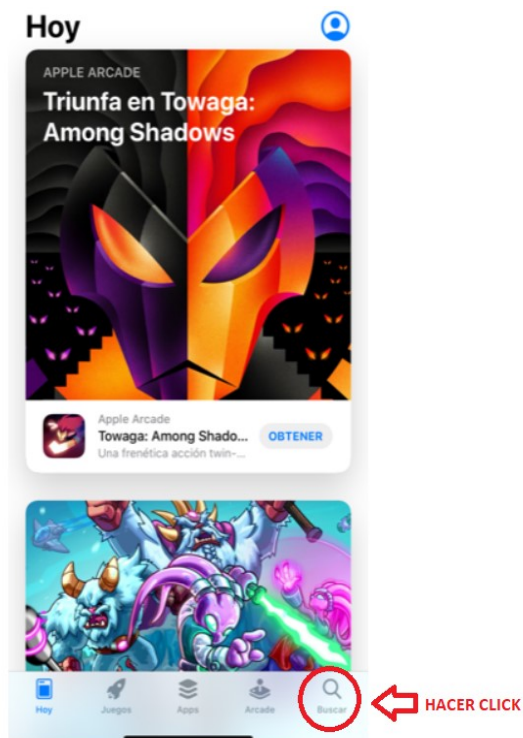 Hoy
APPLE ARCADE
Triunfa en Towaga:
Among Shadows
Apple Arcade
Towaga: Among Shado...
OBTENER
Una frenética acción twin-...
Hoy
Juegos
Apps
Arcade
Buscar
HACER CLICK